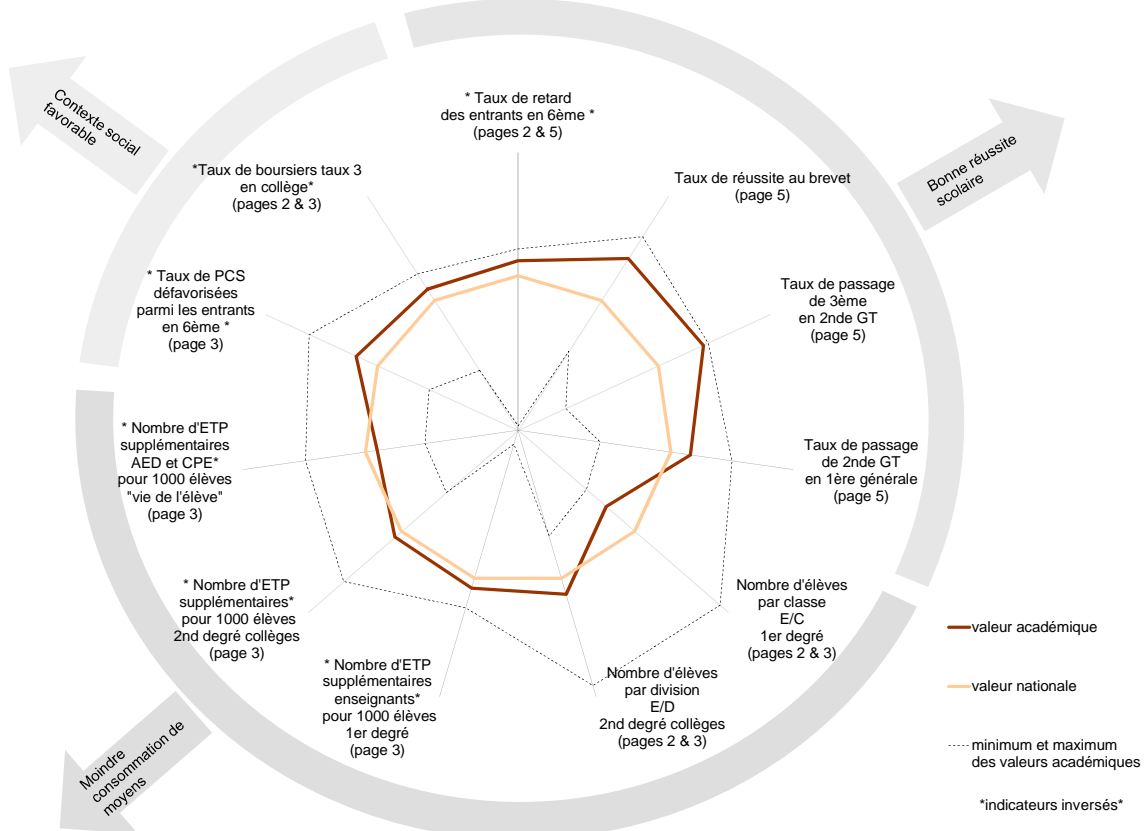 * Taux de retard
des entrants en 6ème *
(pages 2 & 5)
Contexte social
favorable
Bonne réussite
scolaire
*Taux de boursiers taux 3
en collège*
(pages 2 & 3)
Taux de réussite au brevet
(page 5)
* Taux de PCS
défavorisées
parmi les entrants
en 6ème *
(page 3)
Taux de passage
de 3ème
en 2nde GT
(page 5)
* Nombre d'ETP
supplémentaires
AED et CPE*
pour 1000 élèves
"vie de l'élève"
(page 3)
Taux de passage
de 2nde GT
en 1ère générale
(page 5)
* Nombre d'ETP
supplémentaires*
pour 1000 élèves
2nd degré collèges
(page 3)
Nombre d'élèves
par classe
E/C
1er degré
(pages 2 & 3)
* Nombre d'ETP
supplémentaires
enseignants*
pour 1000 élèves
1er degré
(page 3)
Nombre d'élèves
par division
E/D
2nd degré collèges
(pages 2 & 3)
Moindre
consommation de
moyens
valeur académique
valeur nationale
minimum et maximum
des valeurs académiques
*indicateurs inversés*